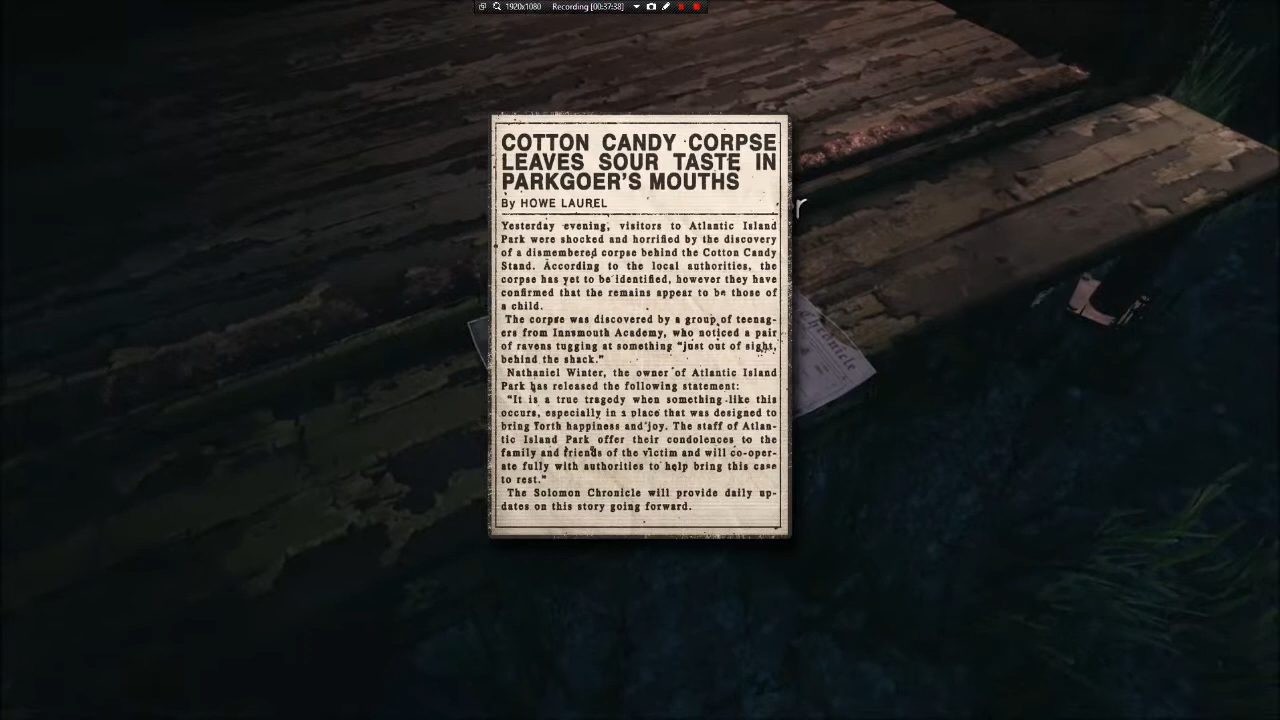 1920x1080 Recording [00:37:38]
COTTON CANDY CORPSE
LEAVES SOUR TASTE IN
PARKGOER'S MOUTHS
By HOWE LAUREL
Yesterday evening, visitors to Atlantic Island
Park were shocked and horrified by the discovery
of a dismembered corpse behind the Cotton Candy
Stand. According to the local authorities, the
corpse has yet to be identified, however they have
confirmed that the remains appear to be those of
a child.
The corpse was discovered by a group of teenag-
ers from Innsmouth Academy, who noticed a pair
of ravens tugging at something "just out of sight,
behind the shack."
Nathaniel Winter, the owner of Atlantic Island
Park has released the following statement:
"It is a true tragedy when something like this
occurs, especially in a place that was designed to
bring forth happiness and joy. The staff of Atlan-
tic Island Park offer their condolences to the
family and friends of the victim and will co-oper-
ate fully with authorities to help bring this case
to rest."
The Solomon Chronicle will provide daily up-
dates on this story going forward.
r
Chronicle